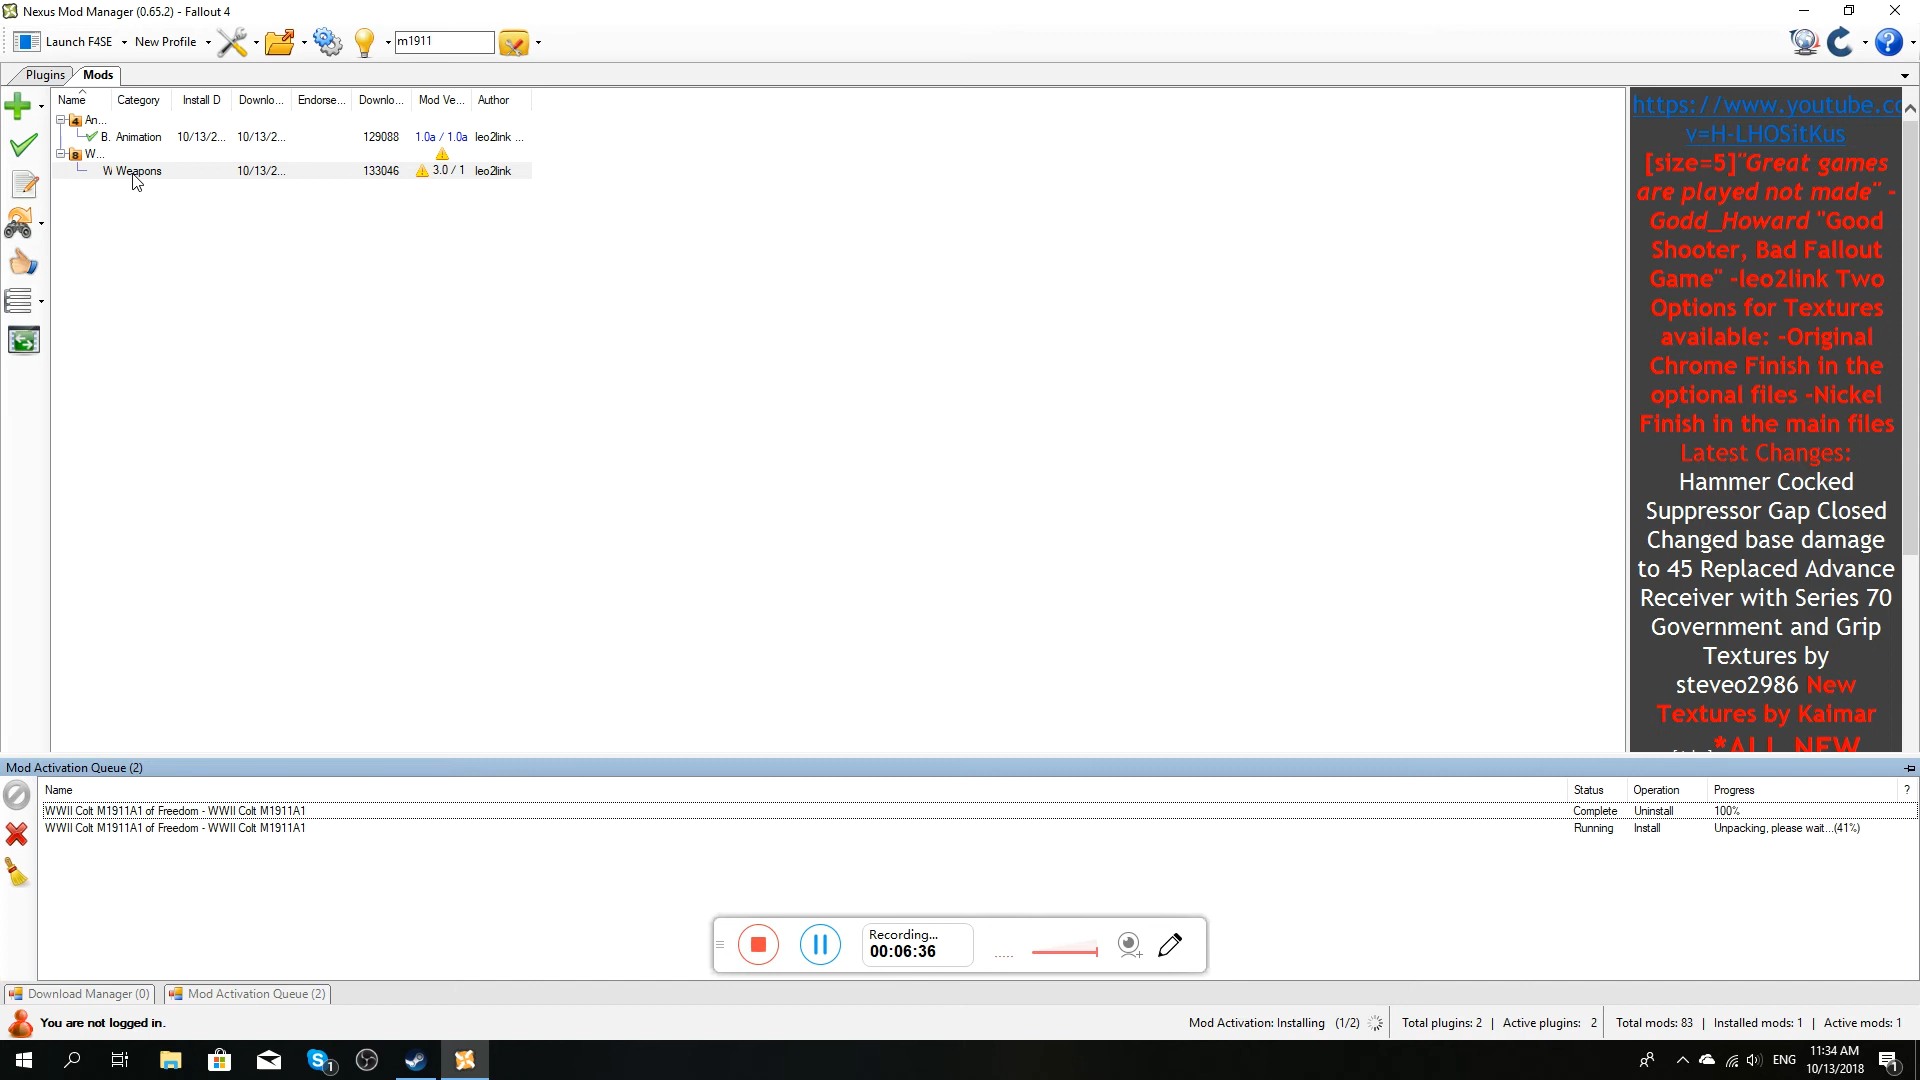 Nexus Mod Manager (0.65.2) - Fallout 4
Launch F4SE
New Profile
m1911
Plugins
Mods
Name
Category
Install D
Downlo...
Endorse...
Downlo...
Mod Ve...
Author
An...
B. Animation 10/13/2... 10/13/2... 129088 1.0a / 1.0a leo2link ...
W...
W Weapons 10/13/2... 133046 3.0 / 1 leo2link
https://www.youtube.co
v=H-LHOSitKus
[size=5]"Great games
are played not made" -
Godd_Howard "Good
Shooter, Bad Fallout
Game" -leo2link Two
Options for Textures
available: -Original
Chrome Finish in the
optional files -Nickel
Finish in the main files
Latest Changes:
Hammer Cocked
Suppressor Gap Closed
Changed base damage
to 45 Replaced Advance
Receiver with Series 70
Government and Grip
Textures by
steveo2986 New
Textures by Kaimar
*ALL NEW
Mod Activation Queue (2)
Name Status Operation Progress ?
WWII Colt M1911A1 of Freedom - WWII Colt M1911A1 Complete Uninstall 100%
WWII Colt M1911A1 of Freedom - WWII Colt M1911A1 Running Install Unpacking, please wait...(41%)
Recording...
00:06:36
Download Manager (0)
Mod Activation Queue (2)
You are not logged in.
Mod Activation: Installing (1/2)
Total plugins: 2 | Active plugins: 2
Total mods: 83 | Installed mods: 1 | Active mods: 1
ENG
11:34 AM
10/13/2018